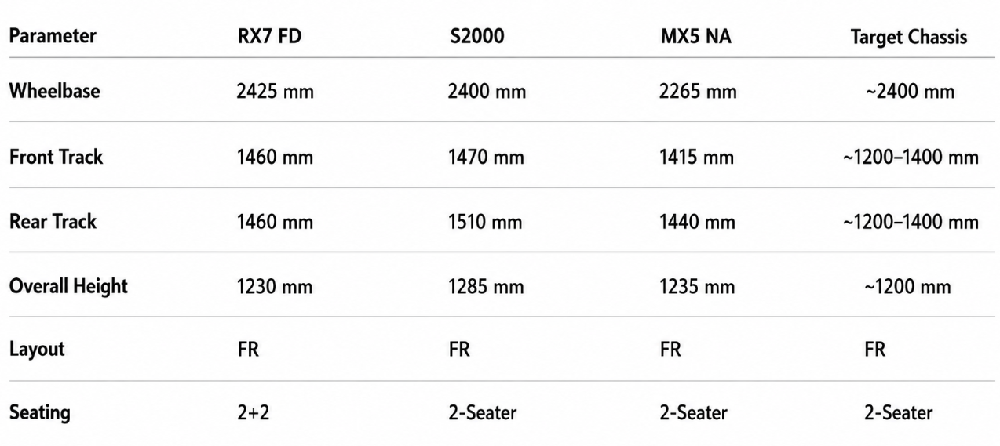 Parameter RX7 FD S2000 MX5 NA Target Chassis
Wheelbase 2425 mm 2400 mm 2265 mm ~2400 mm
Front Track 1460 mm 1470 mm 1415 mm ~1200–1400 mm
Rear Track 1460 mm 1510 mm 1440 mm ~1200–1400 mm
Overall Height 1230 mm 1285 mm 1235 mm ~1200 mm
Layout FR FR FR FR
Seating 2+2 2-Seater 2-Seater 2-Seater